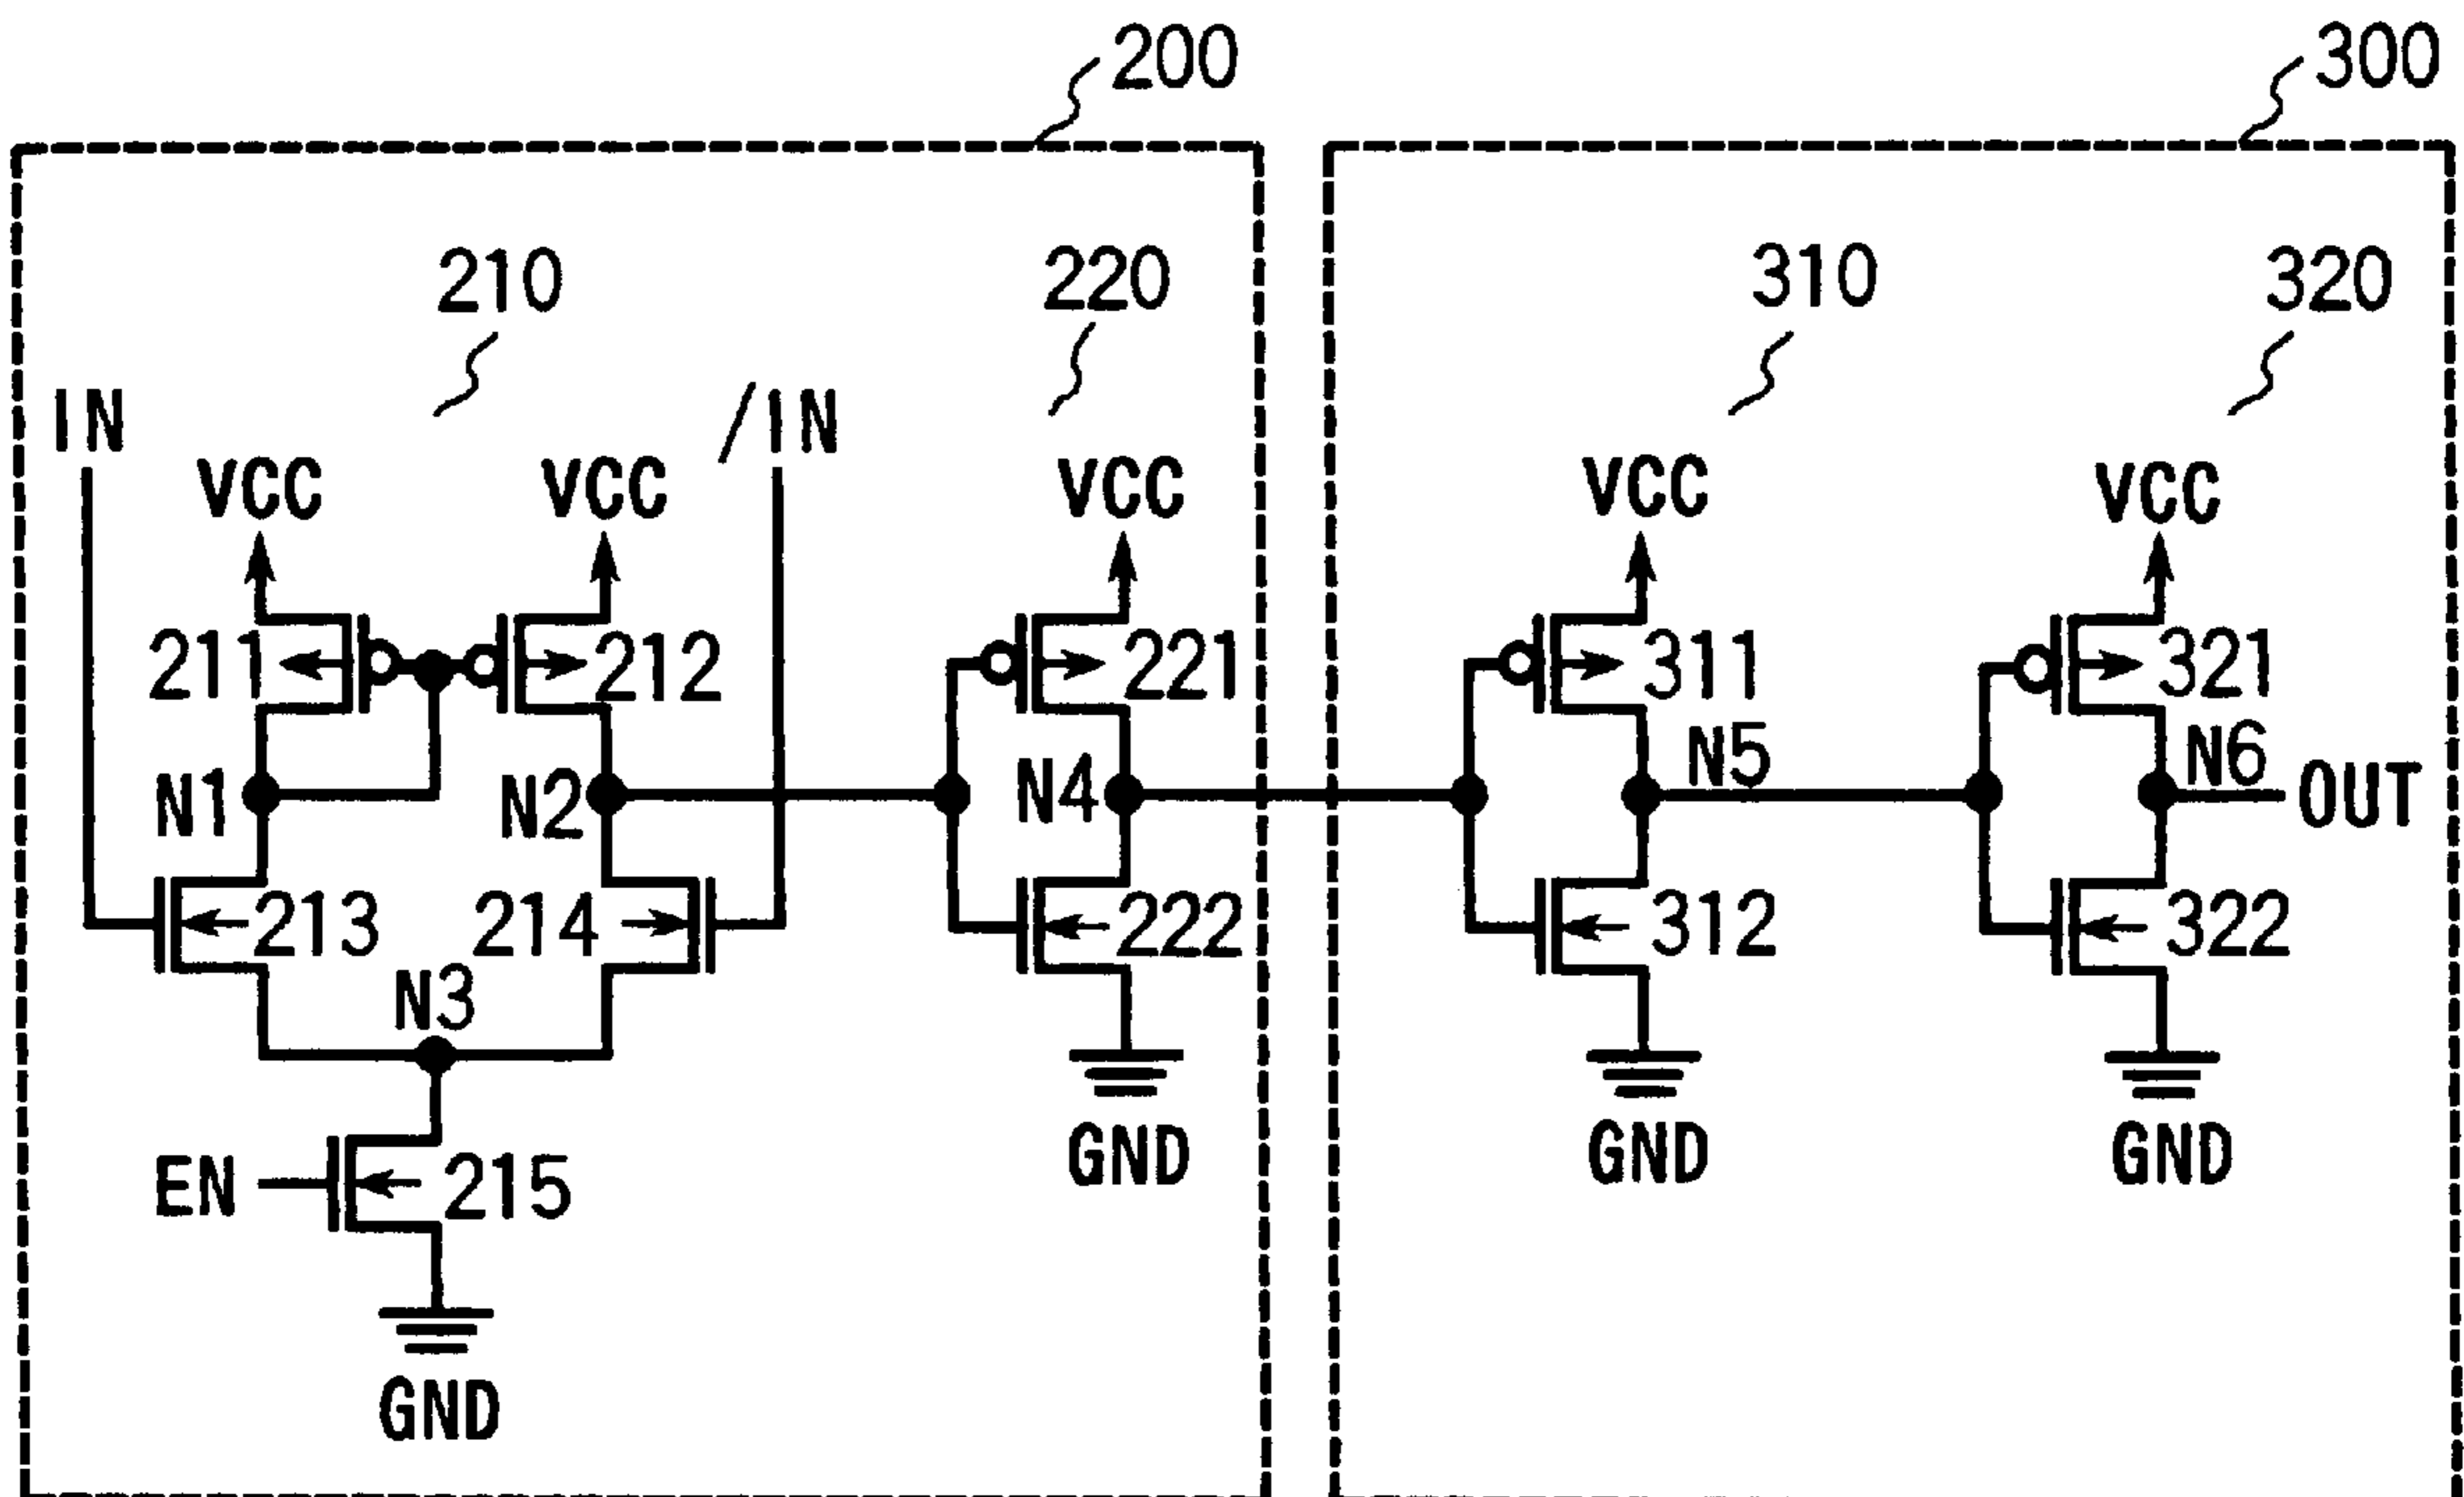 200
300
210
220
310
320
IN
/IN
VCC
VCC
VCC
VCC
VCC
211
212
221
311
321
N1
N2
N4
N5
N6
OUT
213
214
222
312
322
N3
EN
215
GND
GND
GND
GND